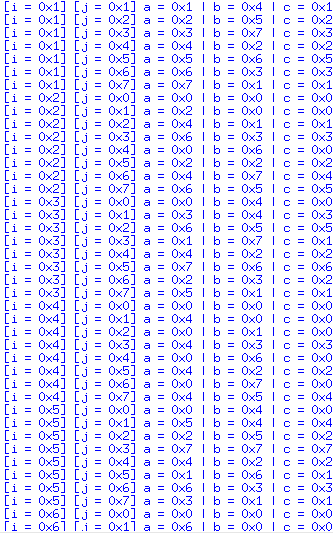 [i = 0x1] [j = 0x1] a = 0x1 | b = 0x4 | c = 0x1
[i = 0x1] [j = 0x2] a = 0x2 | b = 0x5 | c = 0x2
[i = 0x1] [j = 0x3] a = 0x3 | b = 0x7 | c = 0x3
[i = 0x1] [j = 0x4] a = 0x4 | b = 0x2 | c = 0x2
[i = 0x1] [j = 0x5] a = 0x5 | b = 0x6 | c = 0x5
[i = 0x1] [j = 0x6] a = 0x6 | b = 0x3 | c = 0x3
[i = 0x1] [j = 0x7] a = 0x7 | b = 0x1 | c = 0x1
[i = 0x2] [j = 0x0] a = 0x0 | b = 0x0 | c = 0x0
[i = 0x2] [j = 0x1] a = 0x2 | b = 0x0 | c = 0x0
[i = 0x2] [j = 0x2] a = 0x4 | b = 0x1 | c = 0x1
[i = 0x2] [j = 0x3] a = 0x6 | b = 0x3 | c = 0x3
[i = 0x2] [j = 0x4] a = 0x0 | b = 0x6 | c = 0x0
[i = 0x2] [j = 0x5] a = 0x2 | b = 0x2 | c = 0x2
[i = 0x2] [j = 0x6] a = 0x4 | b = 0x7 | c = 0x4
[i = 0x2] [j = 0x7] a = 0x6 | b = 0x5 | c = 0x5
[i = 0x3] [j = 0x0] a = 0x0 | b = 0x4 | c = 0x0
[i = 0x3] [j = 0x1] a = 0x3 | b = 0x4 | c = 0x3
[i = 0x3] [j = 0x2] a = 0x6 | b = 0x5 | c = 0x5
[i = 0x3] [j = 0x3] a = 0x1 | b = 0x7 | c = 0x1
[i = 0x3] [j = 0x4] a = 0x4 | b = 0x2 | c = 0x2
[i = 0x3] [j = 0x5] a = 0x7 | b = 0x6 | c = 0x6
[i = 0x3] [j = 0x6] a = 0x2 | b = 0x3 | c = 0x2
[i = 0x3] [j = 0x7] a = 0x5 | b = 0x1 | c = 0x1
[i = 0x4] [j = 0x0] a = 0x0 | b = 0x0 | c = 0x0
[i = 0x4] [j = 0x1] a = 0x4 | b = 0x0 | c = 0x0
[i = 0x4] [j = 0x2] a = 0x0 | b = 0x1 | c = 0x0
[i = 0x4] [j = 0x3] a = 0x4 | b = 0x3 | c = 0x3
[i = 0x4] [j = 0x4] a = 0x0 | b = 0x6 | c = 0x0
[i = 0x4] [j = 0x5] a = 0x4 | b = 0x2 | c = 0x2
[i = 0x4] [j = 0x6] a = 0x0 | b = 0x7 | c = 0x0
[i = 0x4] [j = 0x7] a = 0x4 | b = 0x5 | c = 0x4
[i = 0x5] [j = 0x0] a = 0x0 | b = 0x4 | c = 0x0
[i = 0x5] [j = 0x1] a = 0x5 | b = 0x4 | c = 0x4
[i = 0x5] [j = 0x2] a = 0x2 | b = 0x5 | c = 0x2
[i = 0x5] [j = 0x3] a = 0x7 | b = 0x7 | c = 0x7
[i = 0x5] [j = 0x4] a = 0x4 | b = 0x2 | c = 0x2
[i = 0x5] [j = 0x5] a = 0x1 | b = 0x6 | c = 0x1
[i = 0x5] [j = 0x6] a = 0x6 | b = 0x3 | c = 0x3
[i = 0x5] [j = 0x7] a = 0x3 | b = 0x1 | c = 0x1
[i = 0x6] [j = 0x0] a = 0x0 | b = 0x0 | c = 0x0
[i = 0x6] [j = 0x1] a = 0x6 | b = 0x0 | c = 0x0